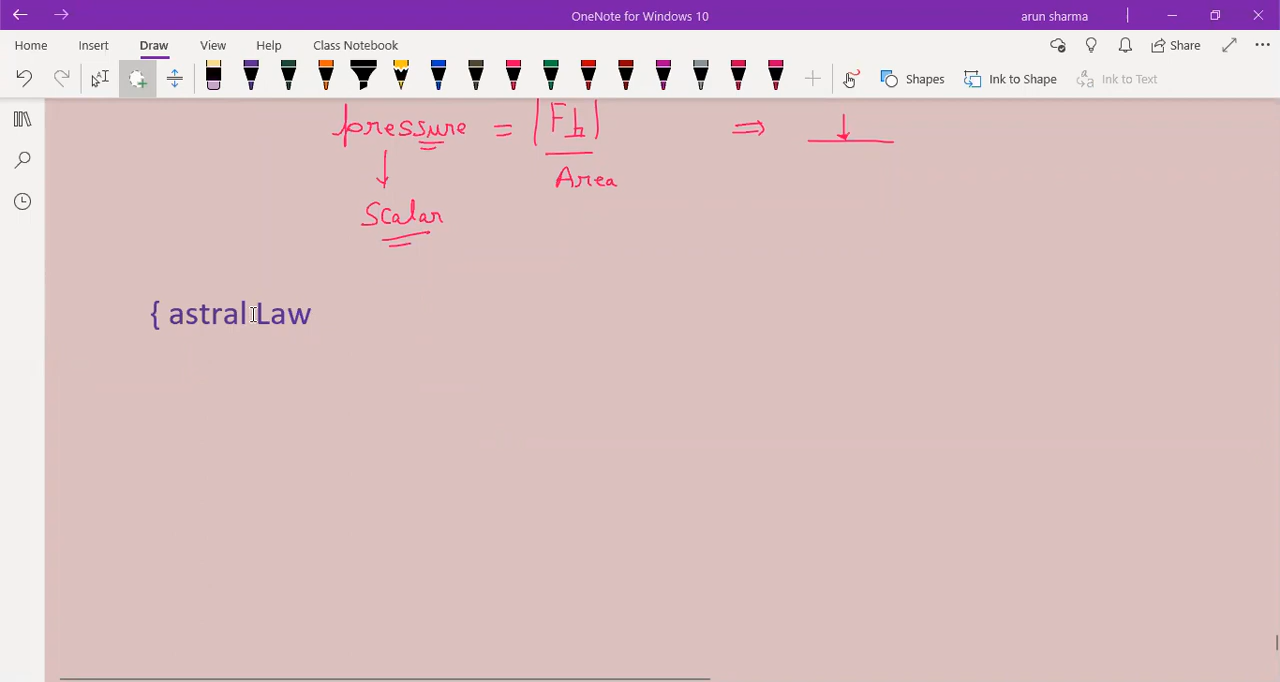 OneNote for Windows 10
arun sharma
Home Insert Draw View Help Class Notebook
Share
Shapes Ink to Shape Ink to Text
pressure = |F⊥| ⇒
Area
Scalar
{ astral Law